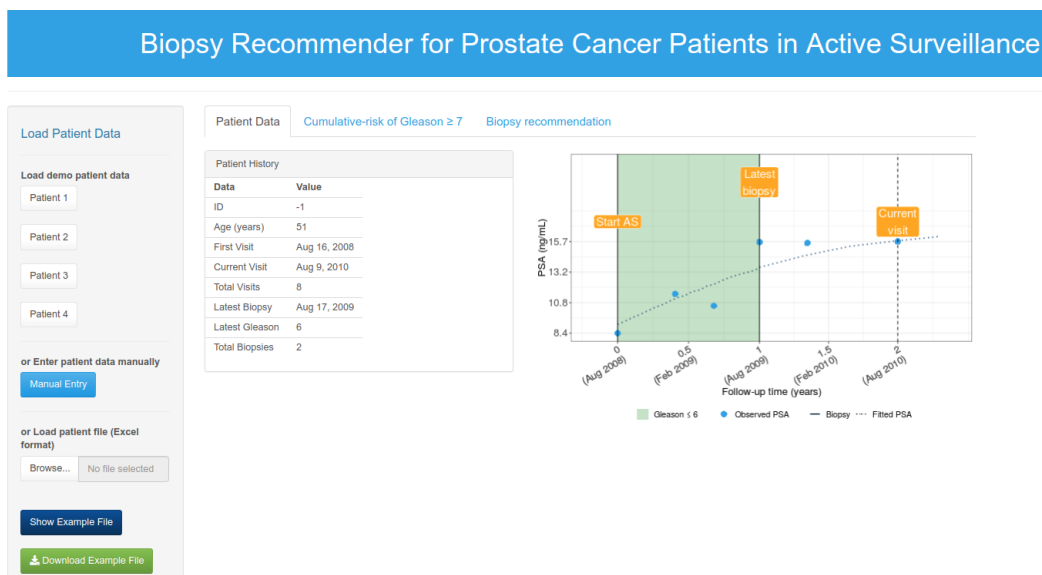 Biopsy Recommender for Prostate Cancer Patients in Active Surveillance
Load Patient Data
Load demo patient data
Patient 1
Patient 2
Patient 3
Patient 4
or Enter patient data manually
Manual Entry
or Load patient file (Excel
format)
Browse... No file selected
Show Example File
Download Example File
Patient Data Cumulative-risk of Gleason ≥ 7 Biopsy recommendation
Patient History
Data Value
ID -1
Age (years) 51
First Visit Aug 16, 2008
Current Visit Aug 9, 2010
Total Visits 8
Latest Biopsy Aug 17, 2009
Latest Gleason 6
Total Biopsies 2
PSA (ng/mL)
15.7
13.2
10.8
8.4
Start AS
Latest
biopsy
Current
visit
0
(Aug 2008)
0.5
(Feb 2009)
1
(Aug 2009)
1.5
(Feb 2010)
2
(Aug 2010)
Follow-up time (years)
Gleason ≤ 6 Observed PSA Biopsy Fitted PSA